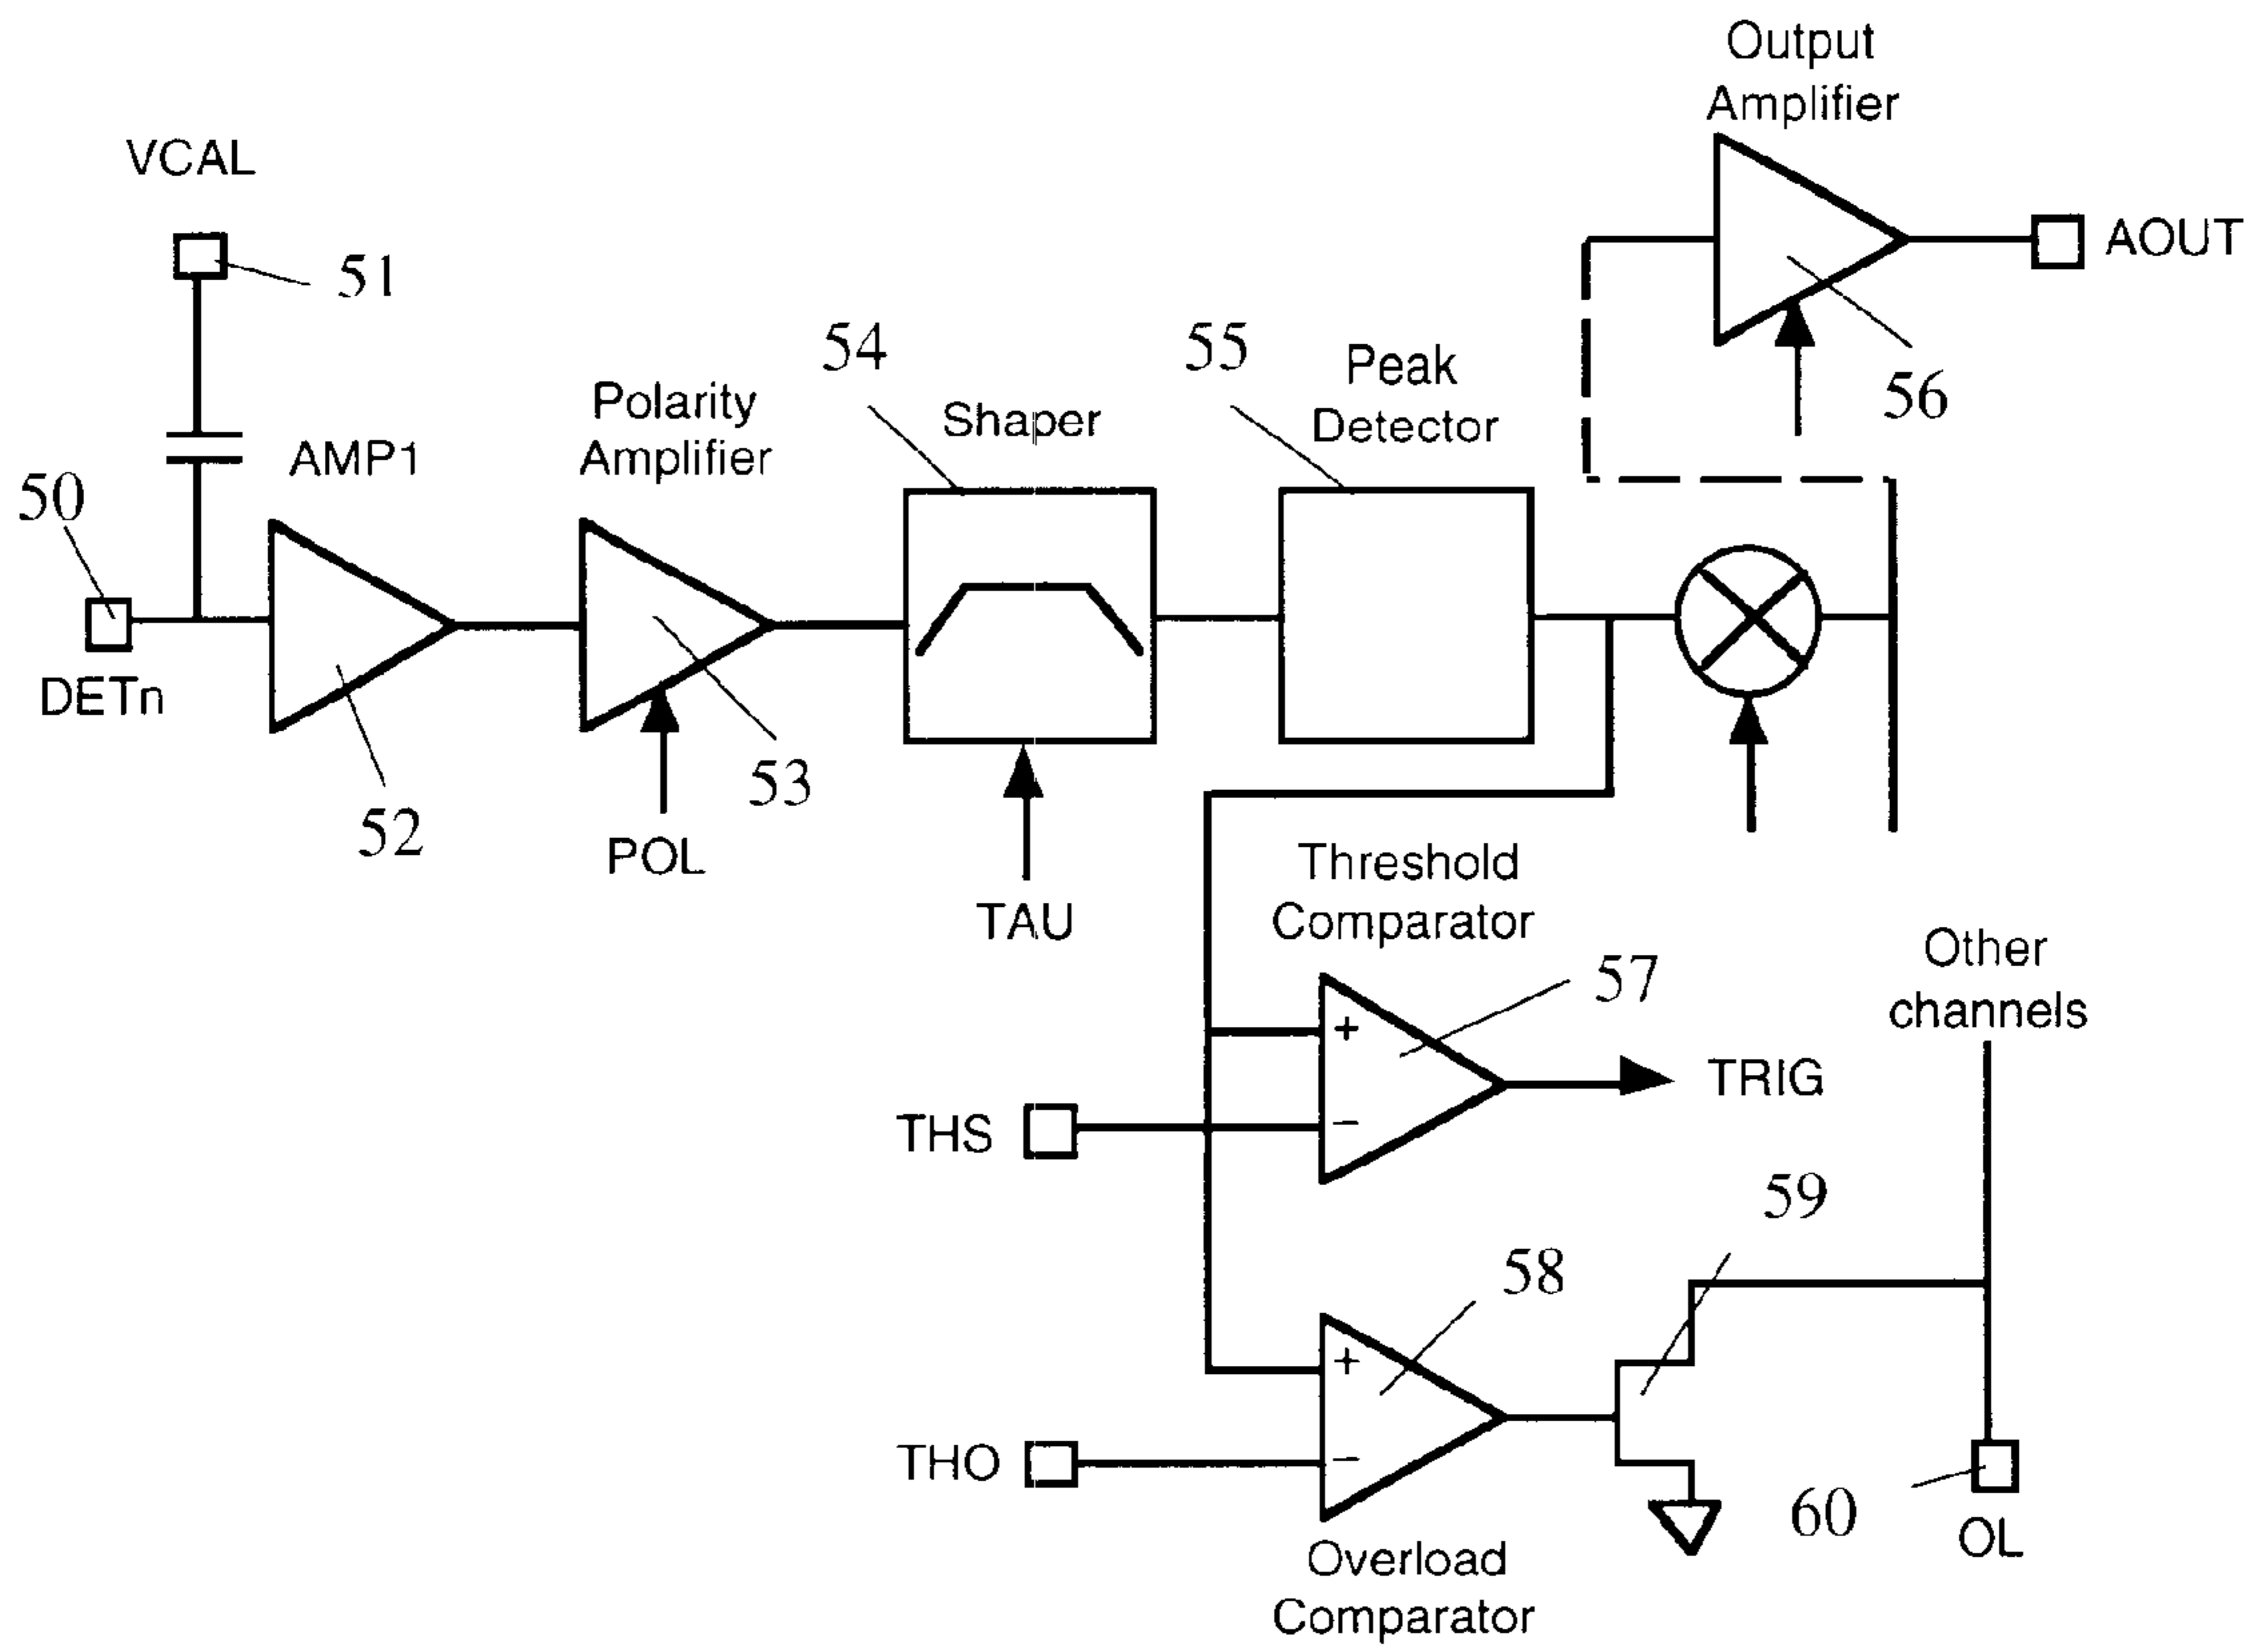 Output
Amplifier
VCAL
51
AOUT
54
55
Peak
Detector
56
Polarity
Amplifier
Shaper
AMP1
50
DETn
53
52
POL
TAU
Threshold
Comparator
Other
channels
57
+
−
TRIG
THS
59
58
+
−
THO
60
OL
Overload
Comparator